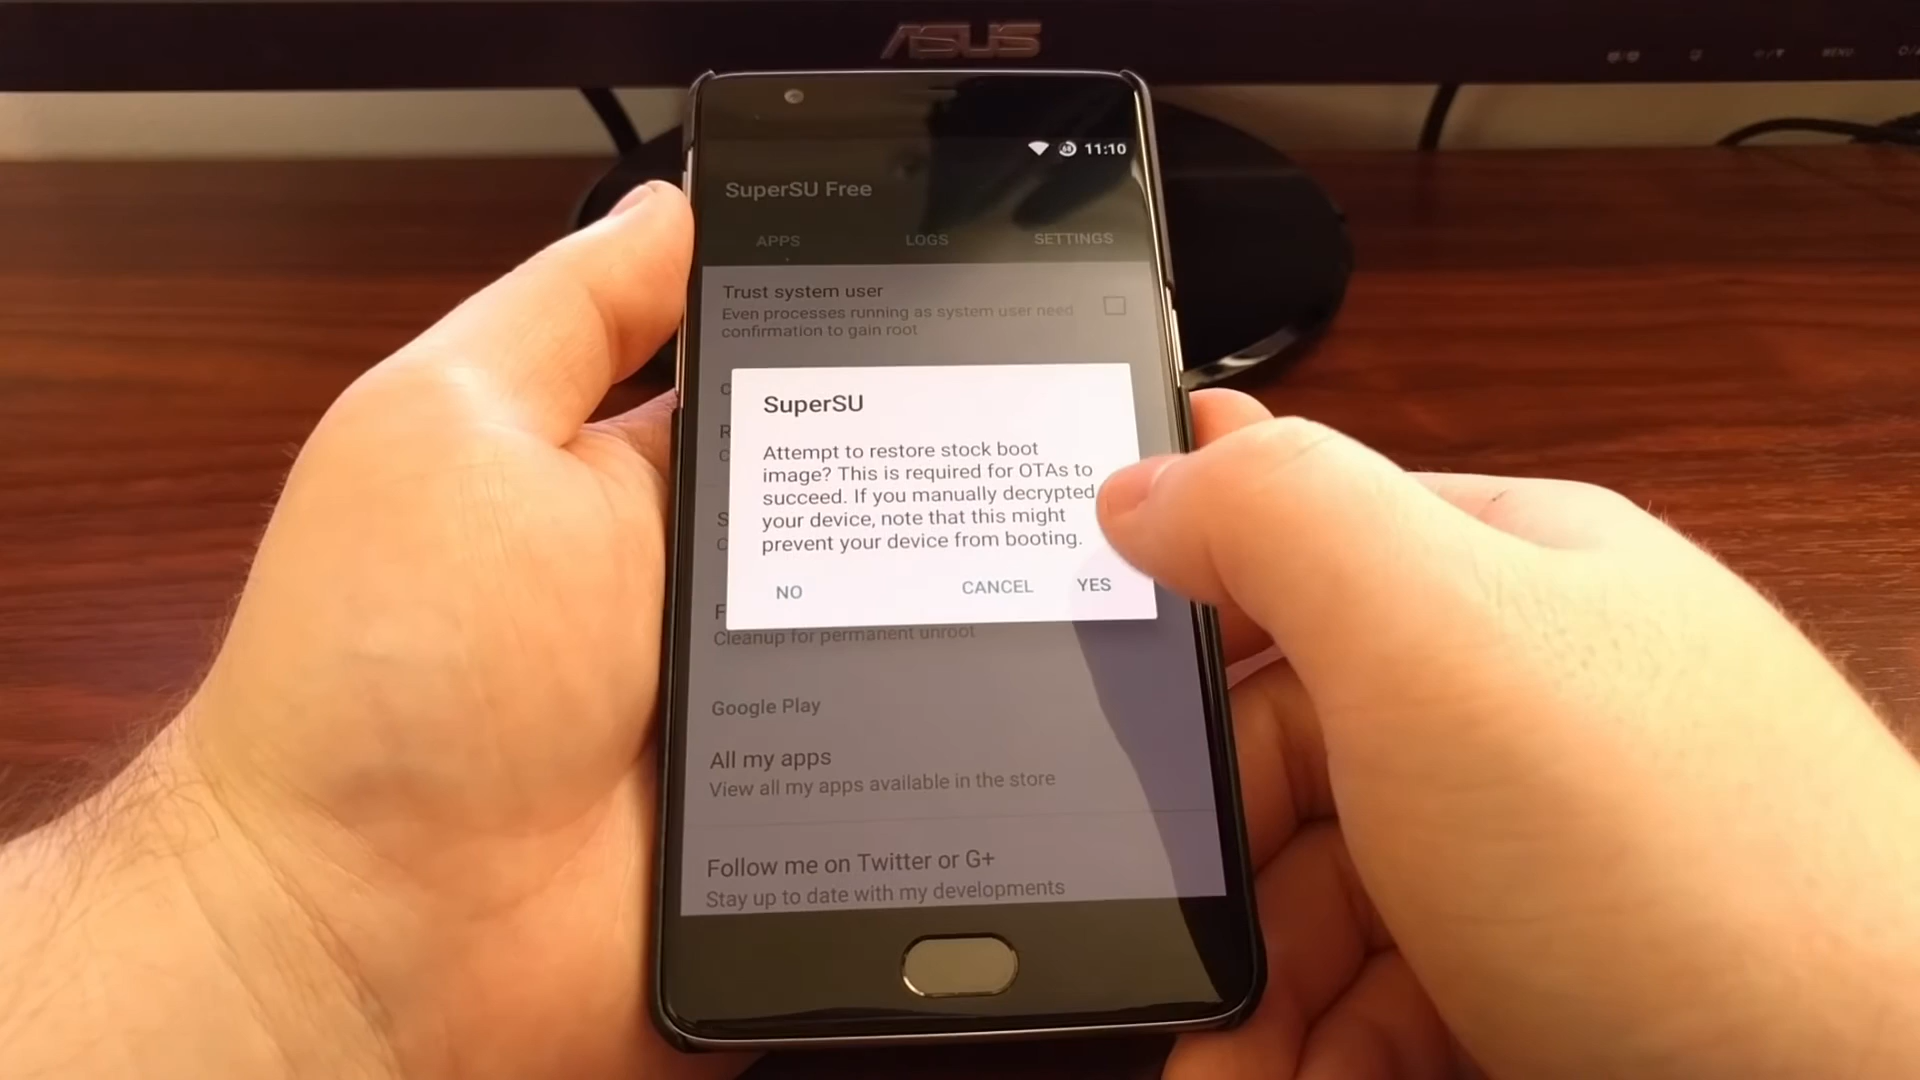 ASUS
MENU
11:10
SuperSU Free
APPS LOGS SETTINGS
Trust system user
Even processes running as system user need
confirmation to gain root
SuperSU
Attempt to restore stock boot
image? This is required for OTAs to
succeed. If you manually decrypted
your device, note that this might
prevent your device from booting.
NO CANCEL YES
Cleanup for permanent unroot
Google Play
All my apps
View all my apps available in the store
Follow me on Twitter or G+
Stay up to date with my developments